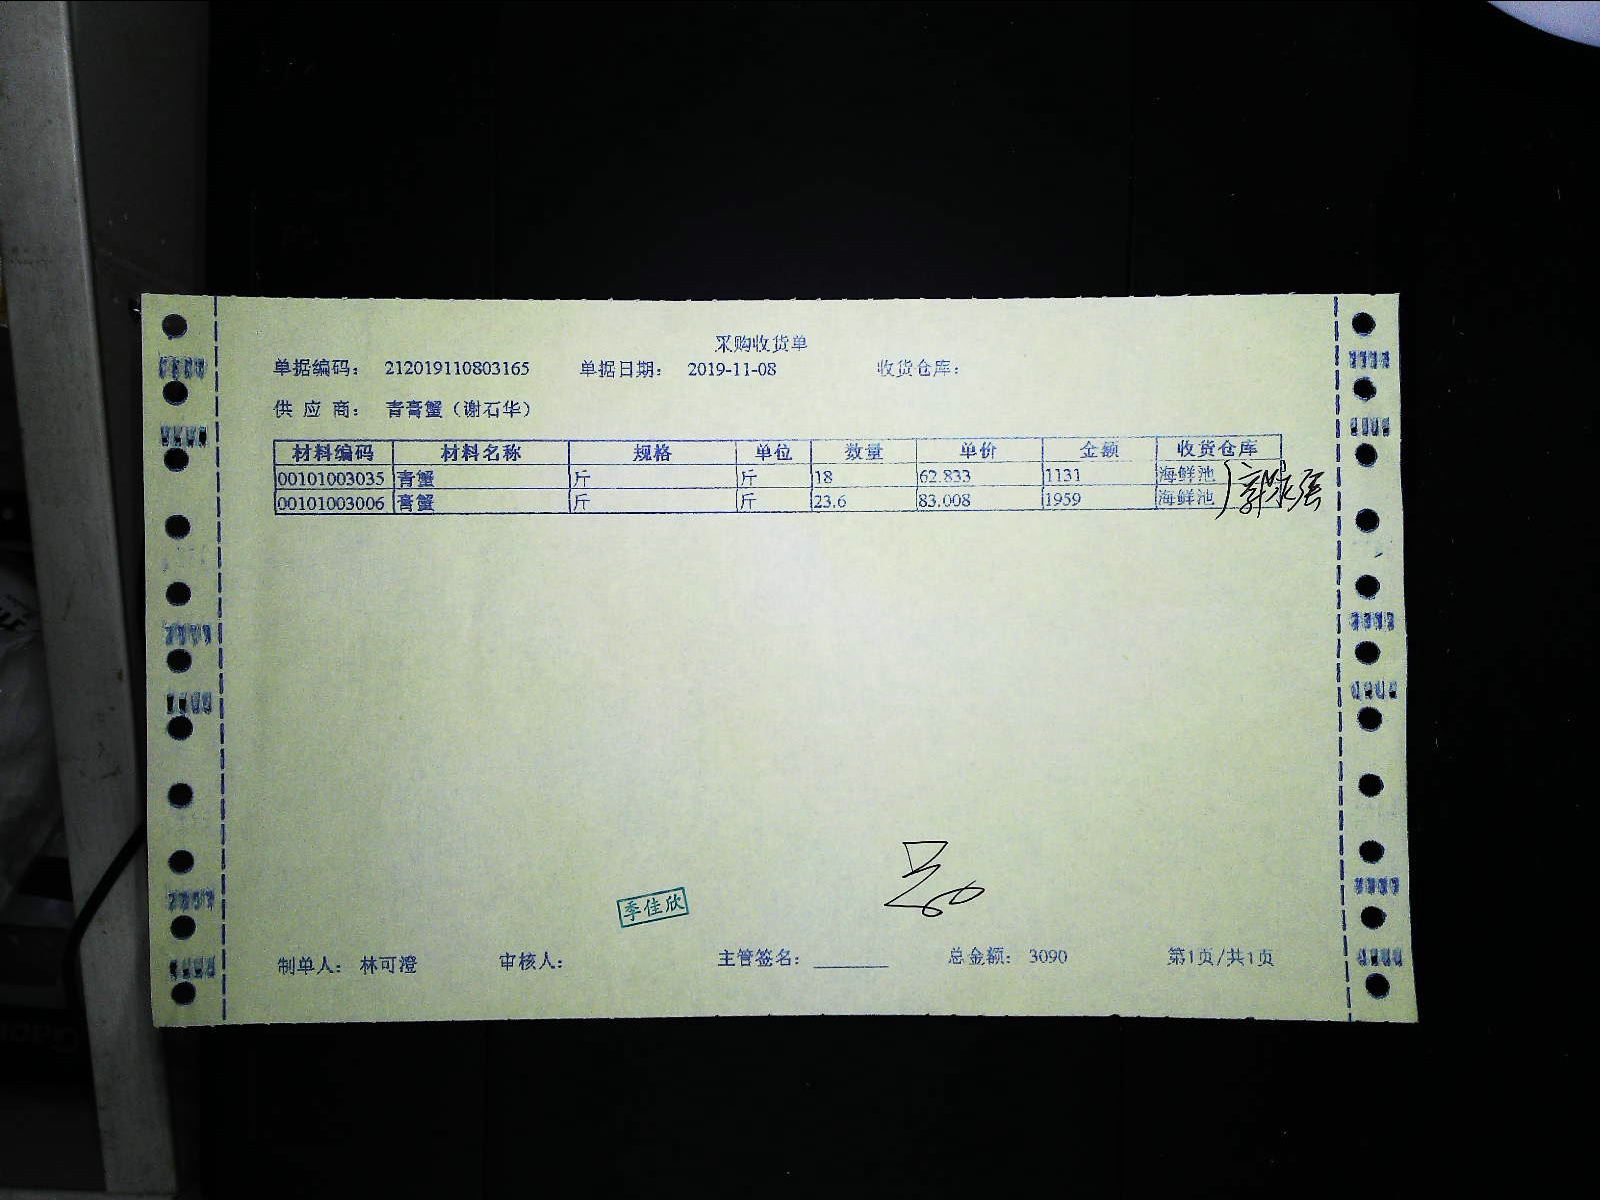 采购收货单
单据编码： 212019110803165 单据日期： 2019-11-08 收货仓库：
供 应 商： 青膏蟹（谢石华）
材料编码 材料名称 规格 单位 数量 单价 金额 收货仓库
00101003035 青蟹 斤 斤 18 62.833 1131 海鲜池
00101003006 膏蟹 斤 斤 23.6 83.008 1959 海鲜池
季佳欣
制单人： 林可澄 审核人： 主管签名： ________ 总金额： 3090 第1页/共1页